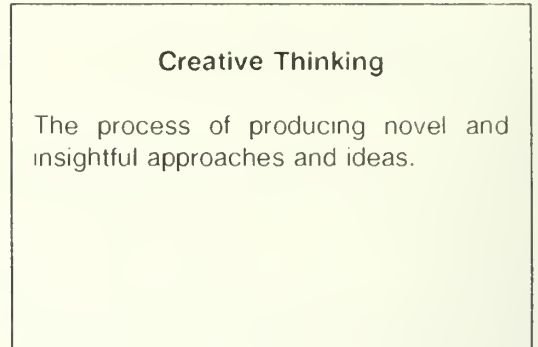 Creative Thinking
The process of producing novel and
insightful approaches and ideas.